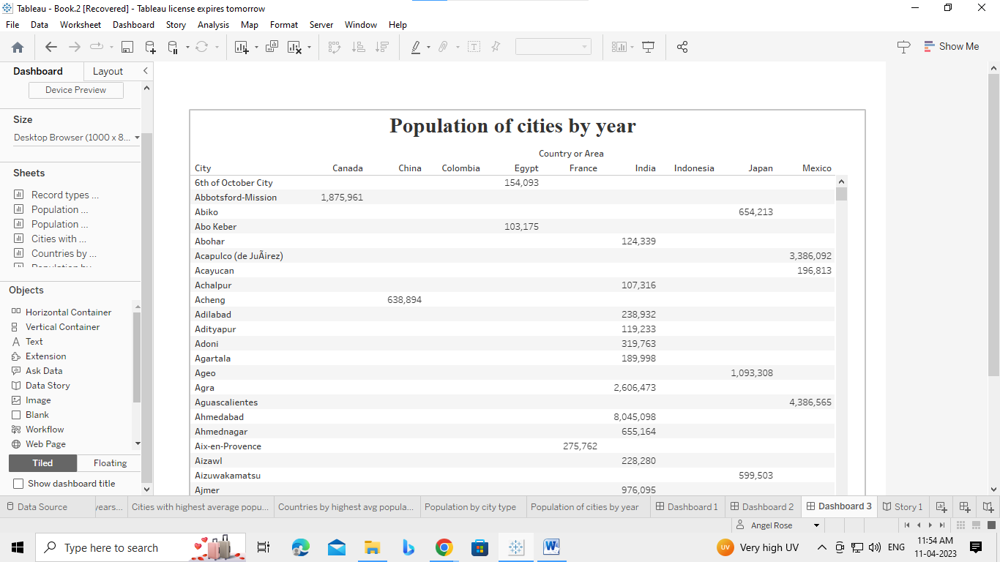 Tableau - Book.2 [Recovered] - Tableau license expires tomorrow
File Data Worksheet Dashboard Story Analysis Map Format Server Window Help
Show Me
Dashboard Layout
Device Preview
Size
Desktop Browser (1000 x 8...
Sheets
Record types ...
Population ...
Population ...
Cities with ...
Countries by ...
Objects
Horizontal Container
Vertical Container
Text
Extension
Ask Data
Data Story
Image
Blank
Workflow
Web Page
Tiled Floating
Show dashboard title
Population of cities by year
Country or Area
City Canada China Colombia Egypt France India Indonesia Japan Mexico
6th of October City 154,093
Abbotsford-Mission 1,875,961
Abiko 654,213
Abo Keber 103,175
Abohar 124,339
Acapulco (de JuÃirez) 3,386,092
Acayucan 196,813
Achalpur 107,316
Acheng 638,894
Adilabad 238,932
Adityapur 119,233
Adoni 319,763
Agartala 189,998
Ageo 1,093,308
Agra 2,606,473
Aguascalientes 4,386,565
Ahmedabad 8,045,098
Ahmednagar 655,164
Aix-en-Provence 275,762
Aizawl 228,280
Aizuwakamatsu 599,503
Ajmer 976,095
Data Source years... Cities with highest average popu... Countries by highest avg popula... Population by city type Population of cities by year Dashboard 1 Dashboard 2 Dashboard 3 Story 1
Angel Rose
Type here to search
UV Very high UV ENG 11:54 AM
11-04-2023